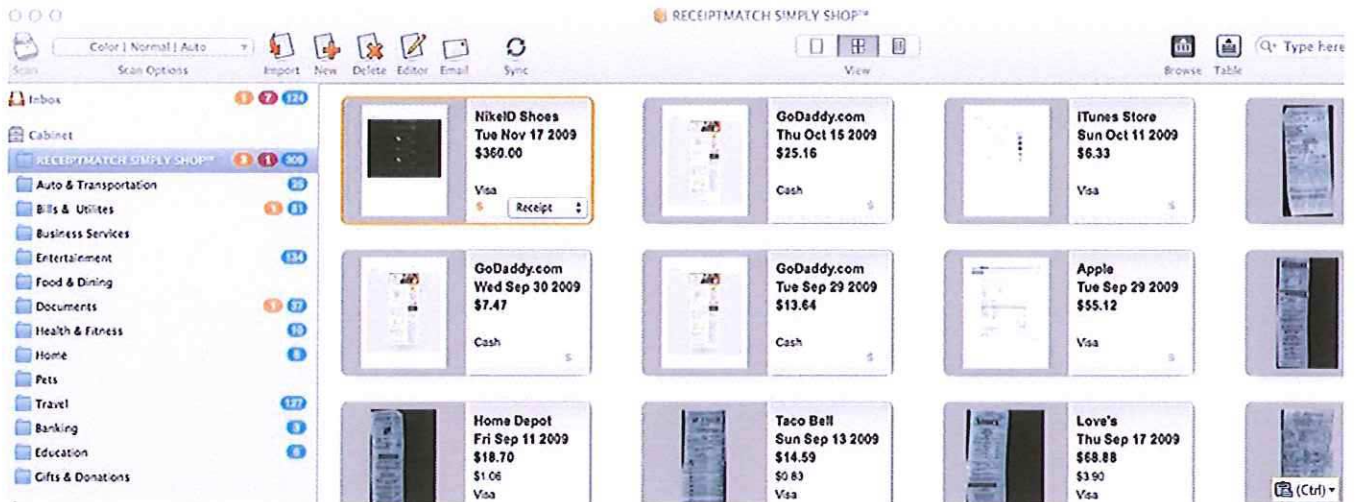 RECEIPTMATCH SIMPLY SHOP™
Color | Normal | Auto
Scan
Scan Options
Import
New
Delete
Editor
Email
Sync
View
Browse
Table
Type here
Inbox
7 124
Cabinet
RECEIPTMATCH SIMPLY SHOP™ 1
Auto & Transportation
Bills & Utilites 1 81
Business Services
Entertainment 134
Food & Dining
Documents 1 37
Health & Fitness 10
Home
Pets
Travel 127
Banking
Education
Gifts & Donations
NikeID Shoes
Tue Nov 17 2009
$360.00
Visa
$ Receipt
GoDaddy.com
Thu Oct 15 2009
$25.16
Cash
$
ITunes Store
Sun Oct 11 2009
$6.33
Visa
$
GoDaddy.com
Wed Sep 30 2009
$7.47
Cash
$
GoDaddy.com
Tue Sep 29 2009
$13.64
Cash
$
Apple
Tue Sep 29 2009
$55.12
Visa
$
Home Depot
Fri Sep 11 2009
$18.70
$1.06
Visa
Taco Bell
Sun Sep 13 2009
$14.59
$0.83
Visa
Love's
Thu Sep 17 2009
$68.88
$3.90
Visa
(Ctrl)